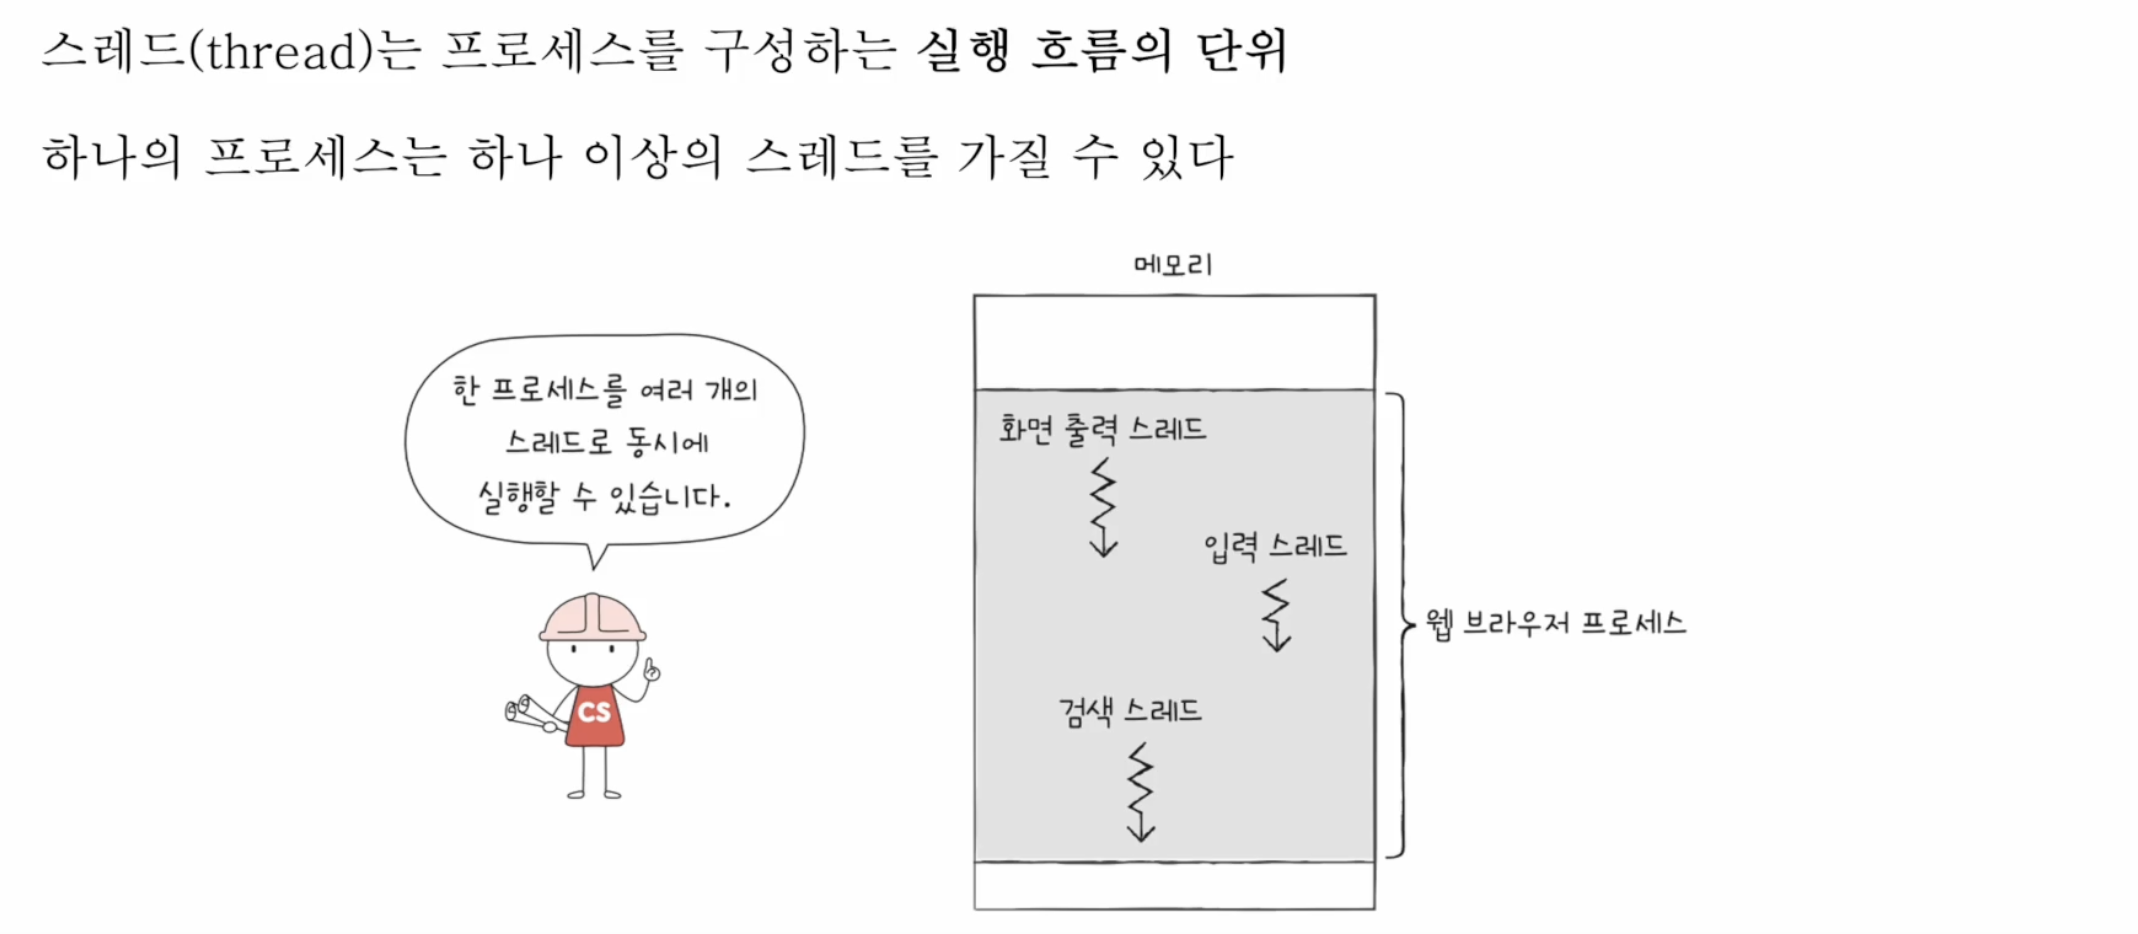 스레드(thread)는 프로세스를 구성하는 실행 흐름의 단위
하나의 프로세스는 하나 이상의 스레드를 가질 수 있다
메모리
한 프로세스를 여러 개의
스레드로 동시에
실행할 수 있습니다.
CS
화면 출력 스레드
입력 스레드
검색 스레드
웹 브라우저 프로세스